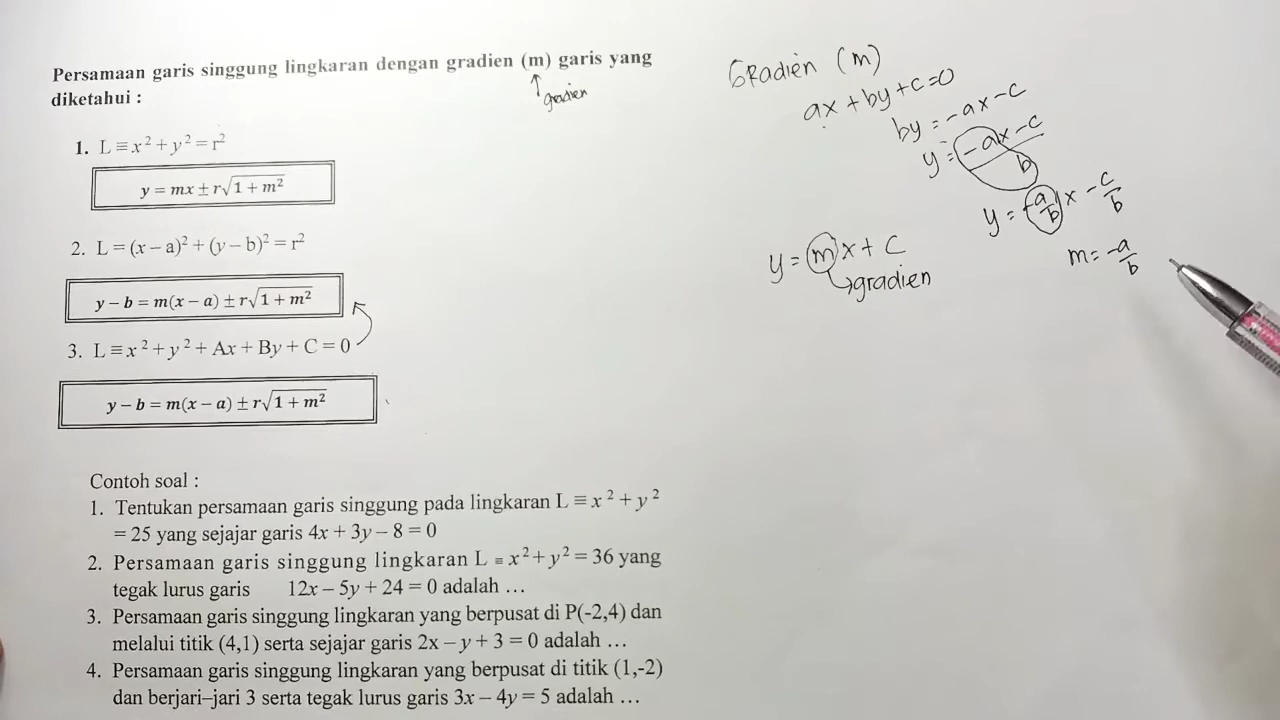 Persamaan garis singgung lingkaran dengan gradien (m) garis yang
diketahui :
↑
gradien
1. L ≡ x² + y² = r²
y = mx ± r√(1 + m²)
2. L = (x – a)² + (y – b)² = r²
y – b = m(x – a) ± r√(1 + m²)
3. L ≡ x² + y² + Ax + By + C = 0
y – b = m(x – a) ± r√(1 + m²)
Contoh soal :
1. Tentukan persamaan garis singgung pada lingkaran L ≡ x² + y²
= 25 yang sejajar garis 4x + 3y – 8 = 0
2. Persamaan garis singgung lingkaran L ≡ x² + y² = 36 yang
tegak lurus garis 12x – 5y + 24 = 0 adalah …
3. Persamaan garis singgung lingkaran yang berpusat di P(-2,4) dan
melalui titik (4,1) serta sejajar garis 2x – y + 3 = 0 adalah …
4. Persamaan garis singgung lingkaran yang berpusat di titik (1,-2)
dan berjari–jari 3 serta tegak lurus garis 3x – 4y = 5 adalah …
Gradien (m)
ax + by + c = 0
by = -ax - c
y = (-ax - c)/b
y = -a/b x - c/b
m = -a/b
y = mx + c
↳gradien